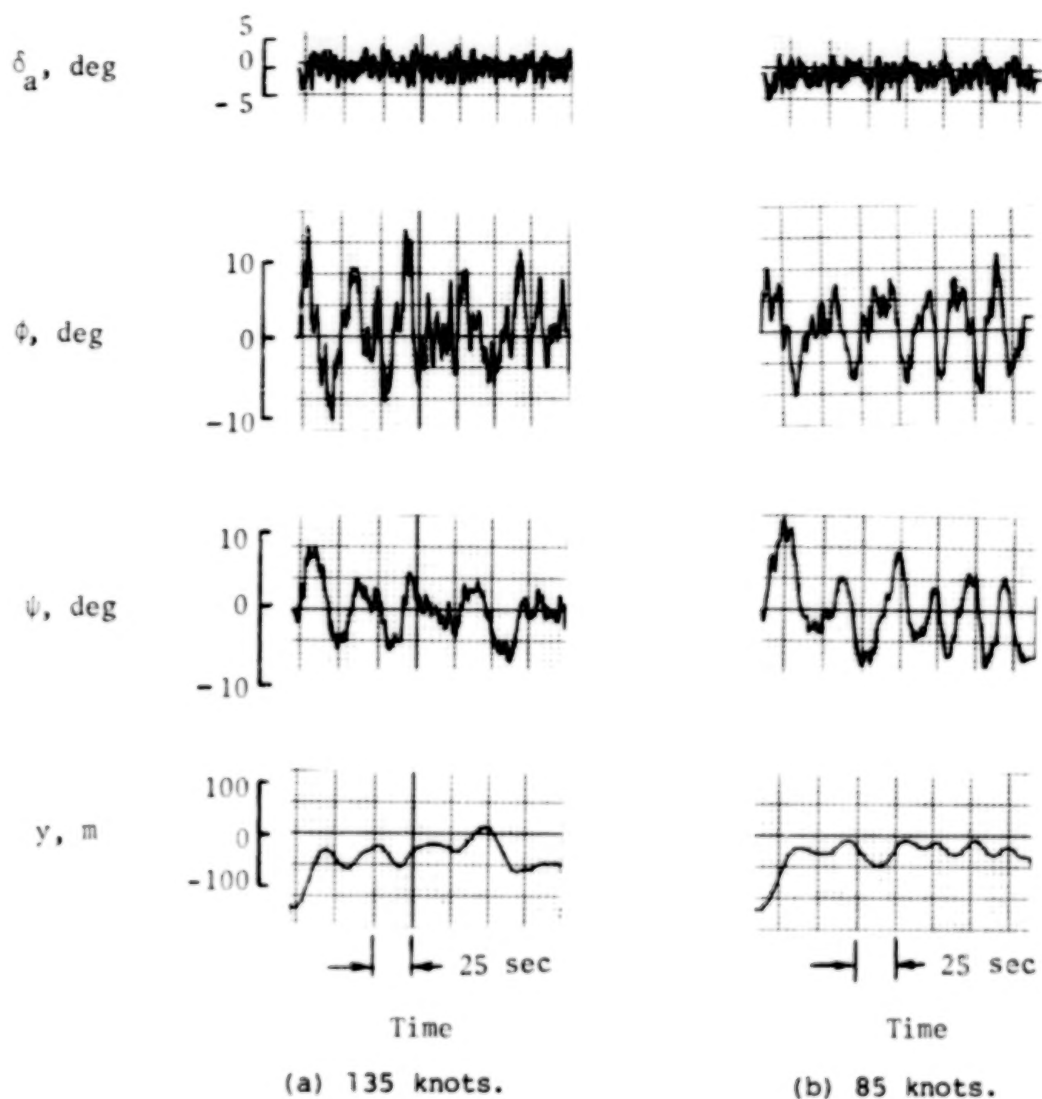 5
δa, deg
0
-5
10
φ, deg
0
-10
10
ψ, deg
0
-10
100
y, m
0
-100
25 sec
25 sec
Time
Time
(a) 135 knots.
(b) 85 knots.